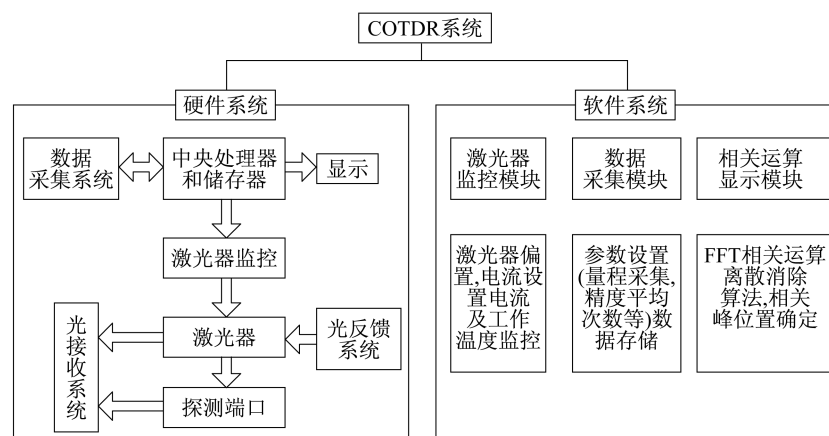 COTDR系统
硬件系统
数据
采集系统
中央处理器
和储存器
显示
激光器监控
激光器
光反馈
系统
光
接
收
系
统
探测端口
软件系统
激光器
监控模块
数据
采集模块
相关运算
显示模块
激光器偏
置,电流设
置电流
及工作
温度监控
参数设置
(量程采集,
精度平均
次数等)数
据存储
FFT相关运算
离散消除
算法,相关
峰位置确定